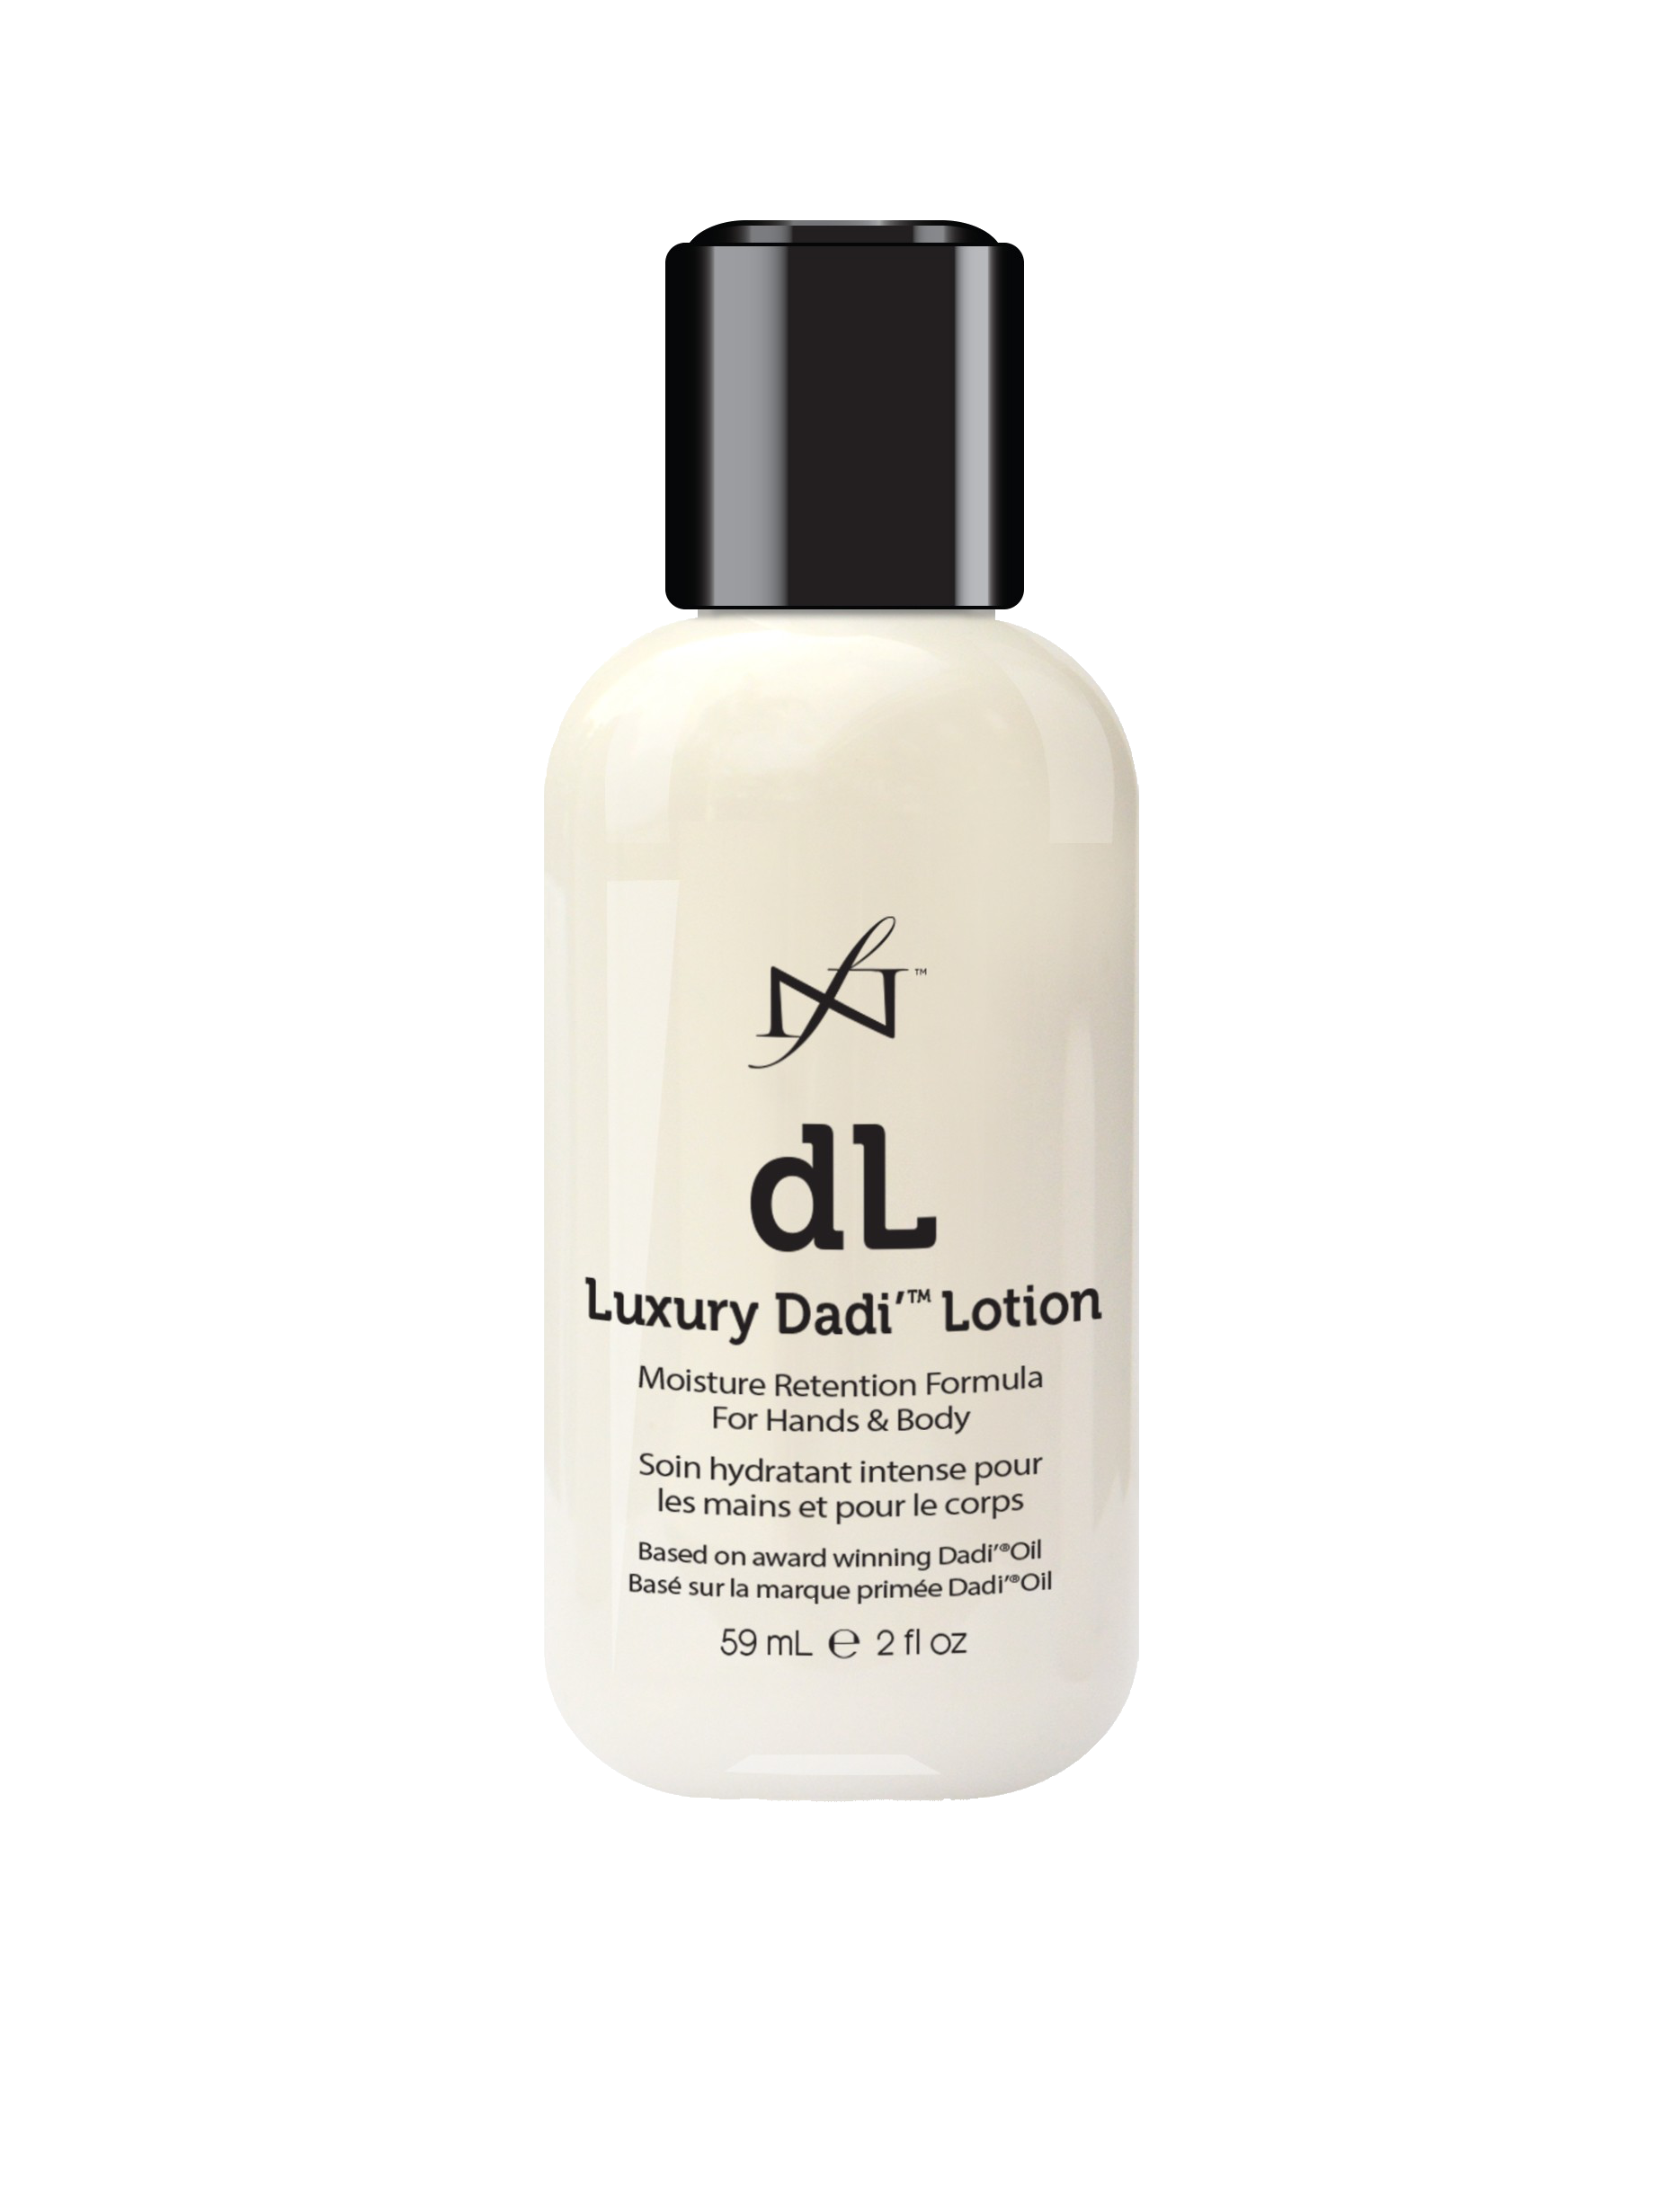 ™
dL
Luxury Dadi'™ Lotion
Moisture Retention Formula
For Hands & Body
Soin hydratant intense pour
les mains et pour le corps
Based on award winning Dadi'®Oil
Basé sur la marque primée Dadi'®Oil
59 mL ℮ 2 fl oz